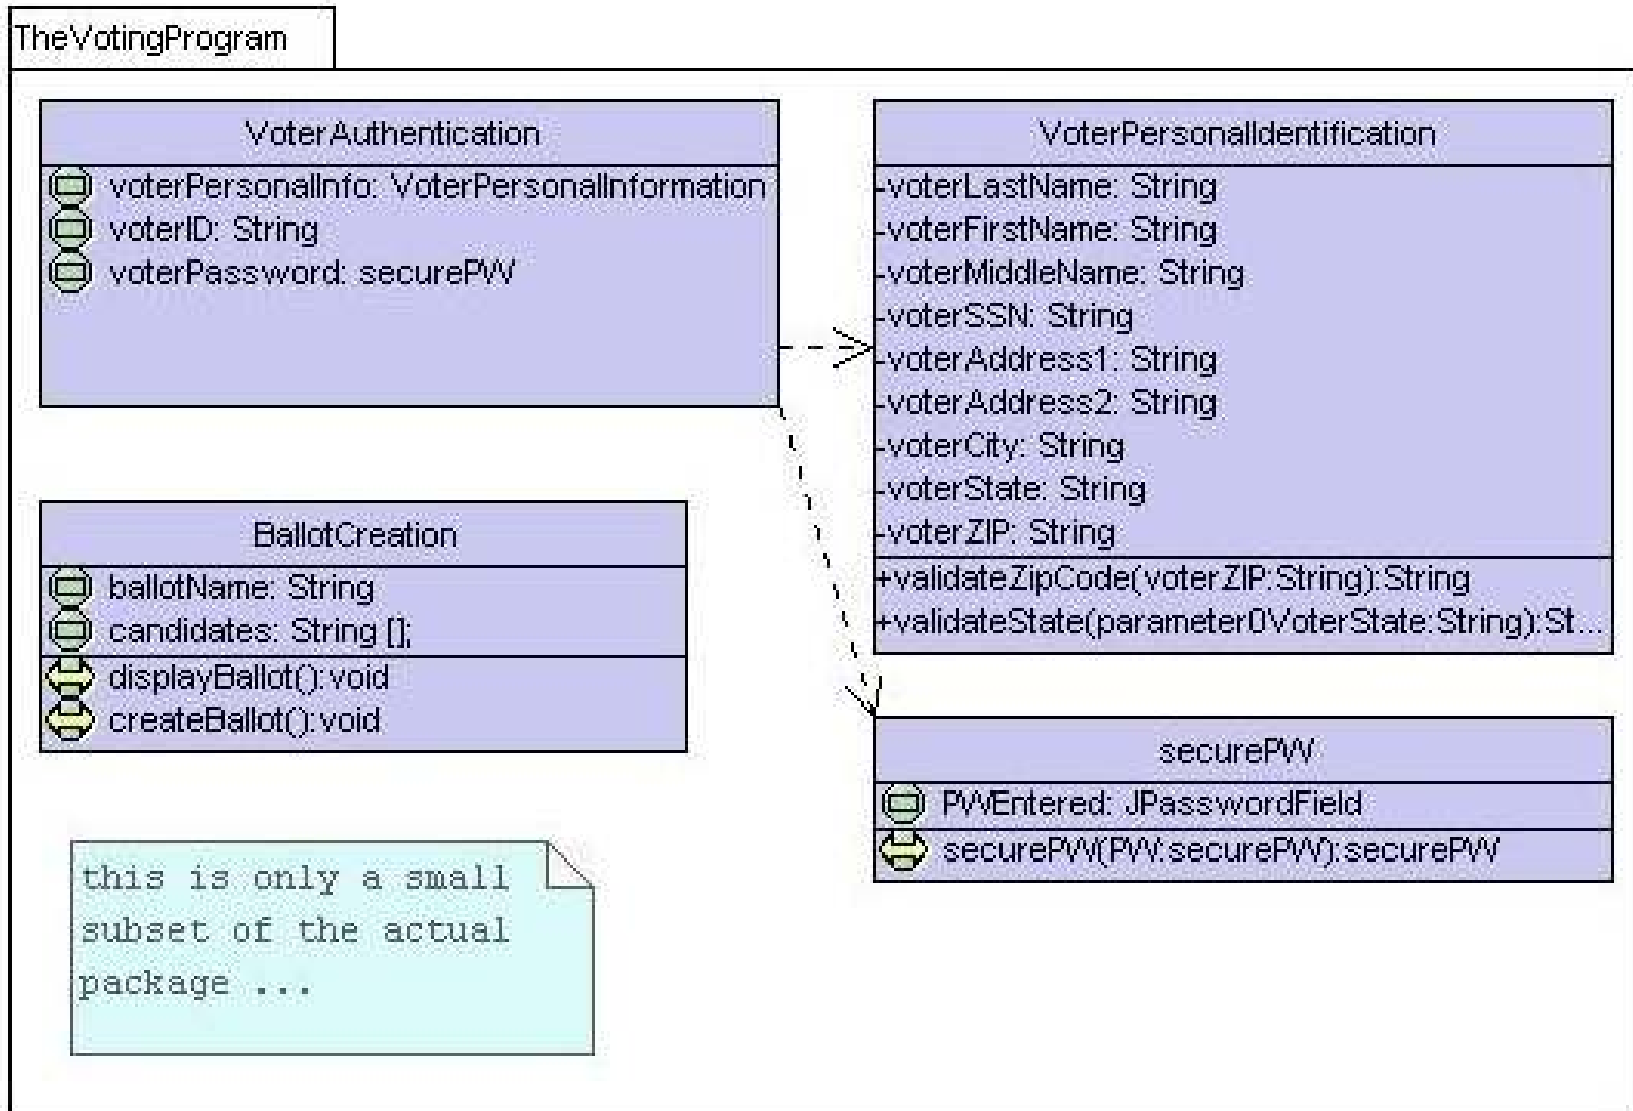 TheVotingProgram
VoterAuthentication
voterPersonalInfo: VoterPersonalInformation
voterID: String
voterPassword: securePW
VoterPersonalIdentification
-voterLastName: String
-voterFirstName: String
-voterMiddleName: String
-voterSSN: String
-voterAddress1: String
-voterAddress2: String
-voterCity: String
-voterState: String
-voterZIP: String
+validateZipCode(voterZIP:String):String
+validateState(parameter0VoterState:String):St...
BallotCreation
ballotName: String
candidates: String [];
displayBallot():void
createBallot():void
securePW
PWEntered: JPasswordField
securePW(PW:securePW):securePW
this is only a small
subset of the actual
package ...